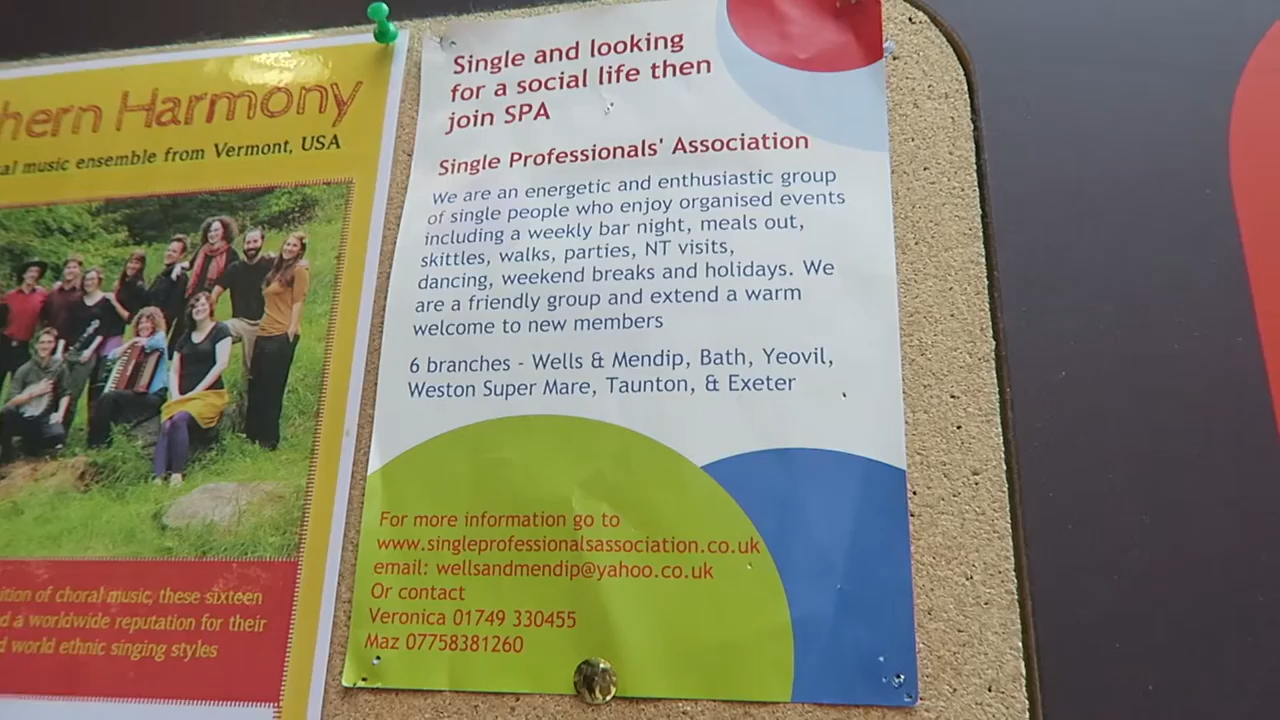 hern Harmony
al music ensemble from Vermont, USA
ition of choral music, these sixteen
d a worldwide reputation for their
d world ethnic singing styles
Single and looking
for a social life then
join SPA
Single Professionals' Association
We are an energetic and enthusiastic group
of single people who enjoy organised events
including a weekly bar night, meals out,
skittles, walks, parties, NT visits,
dancing, weekend breaks and holidays. We
are a friendly group and extend a warm
welcome to new members
6 branches - Wells & Mendip, Bath, Yeovil,
Weston Super Mare, Taunton, & Exeter
For more information go to
www.singleprofessionalsassociation.co.uk
email: wellsandmendip@yahoo.co.uk
Or contact
Veronica 01749 330455
Maz 07758381260